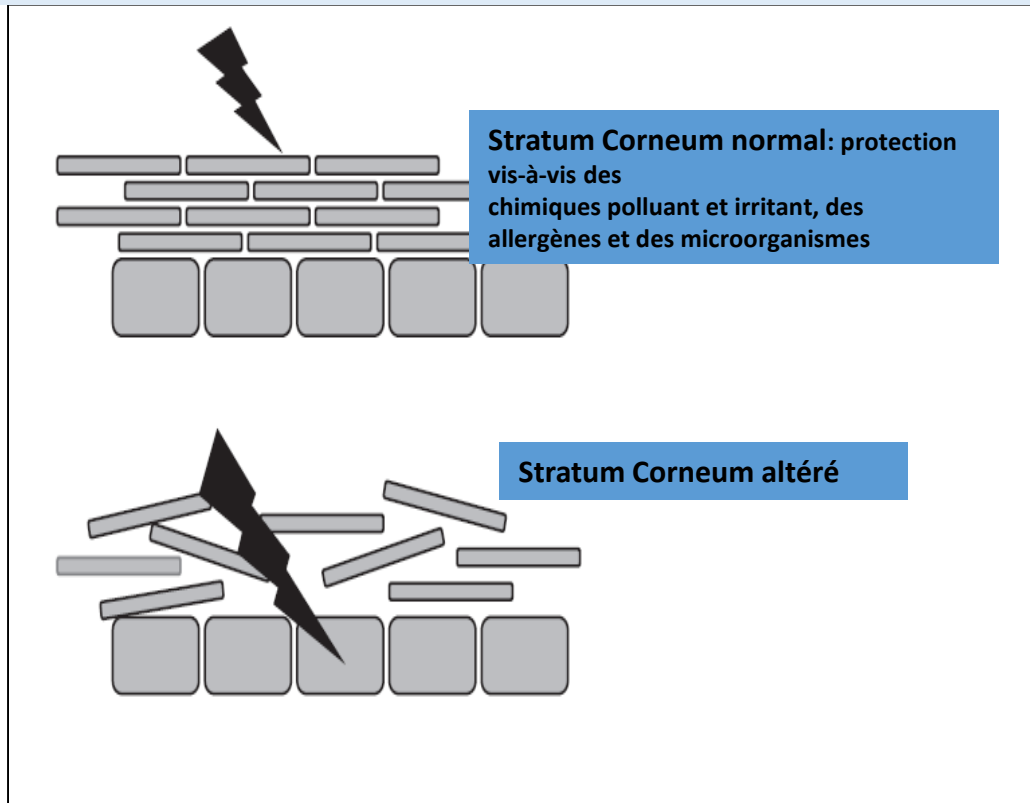 Stratum Corneum normal: protection
vis-à-vis des
chimiques polluant et irritant, des
allergènes et des microorganismes
Stratum Corneum altéré